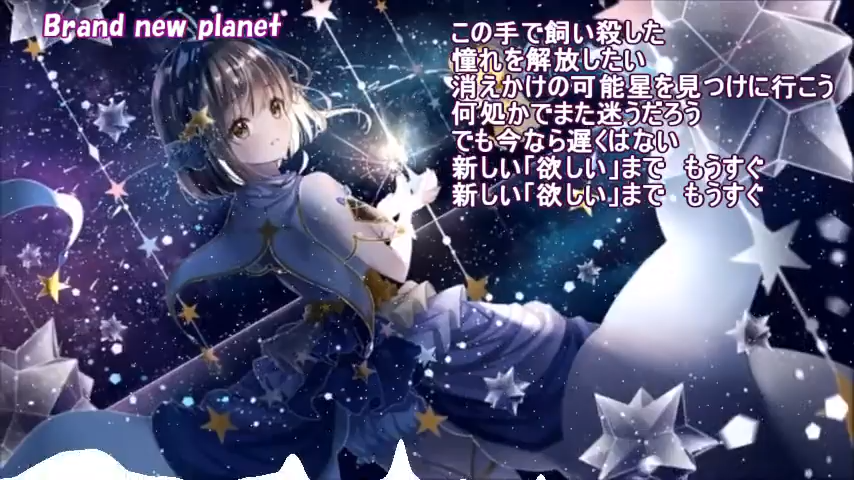 Brand new planet
この手で飼い殺した
憧れを解放したい
消えかけの可能星を見つけに行こう
何処かでまた迷うだろう
でも今なら遅くはない
新しい「欲しい」まで　もうすぐ
新しい「欲しい」まで　もうすぐ